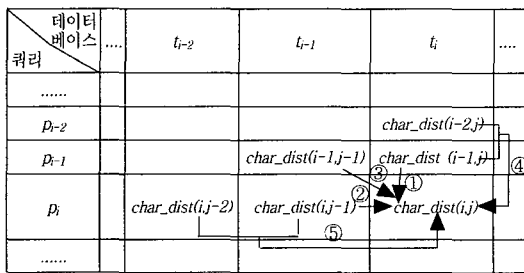 데이터
베이스
쿼리
.... t_{i-2} t_{i-1} t_i ....
......
p_{i-2} char_dist(i-2,j)
p_{i-1} char_dist(i-1,j-1) char_dist (i-1,j) ④
③ ①
p_i char_dist(i,j-2) char_dist(i,j-1) ② char_dist(i,j)
⑤
......